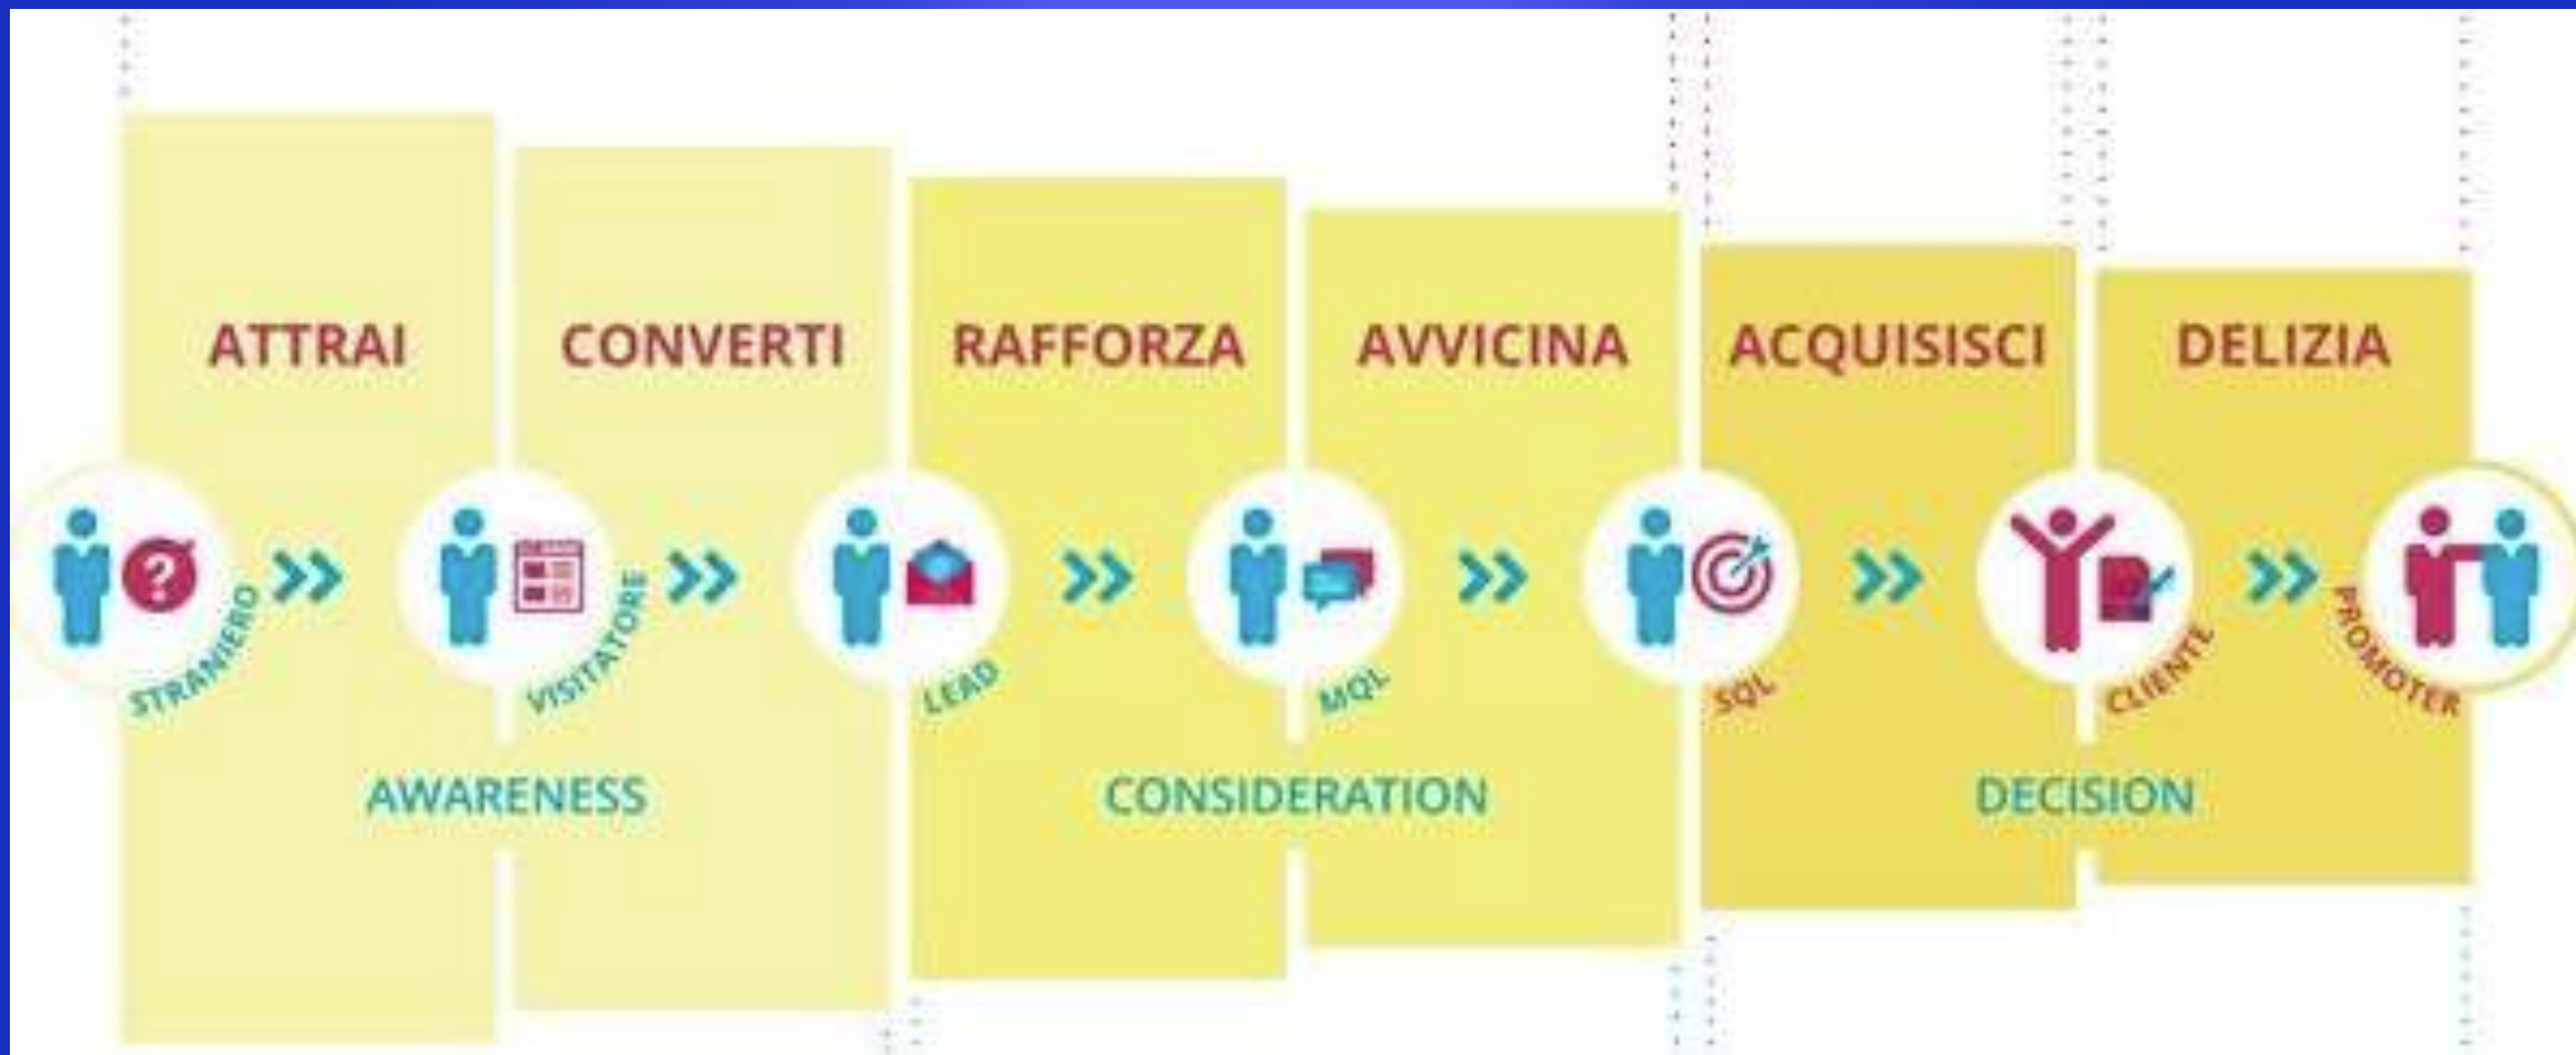 ATTRAI
CONVERTI
RAFFORZA
AVVICINA
ACQUISISCI
DELIZIA
?
STRANIERO
VISITATORE
LEAD
MQL
SQL
CLIENTE
PROMOTER
AWARENESS
CONSIDERATION
DECISION